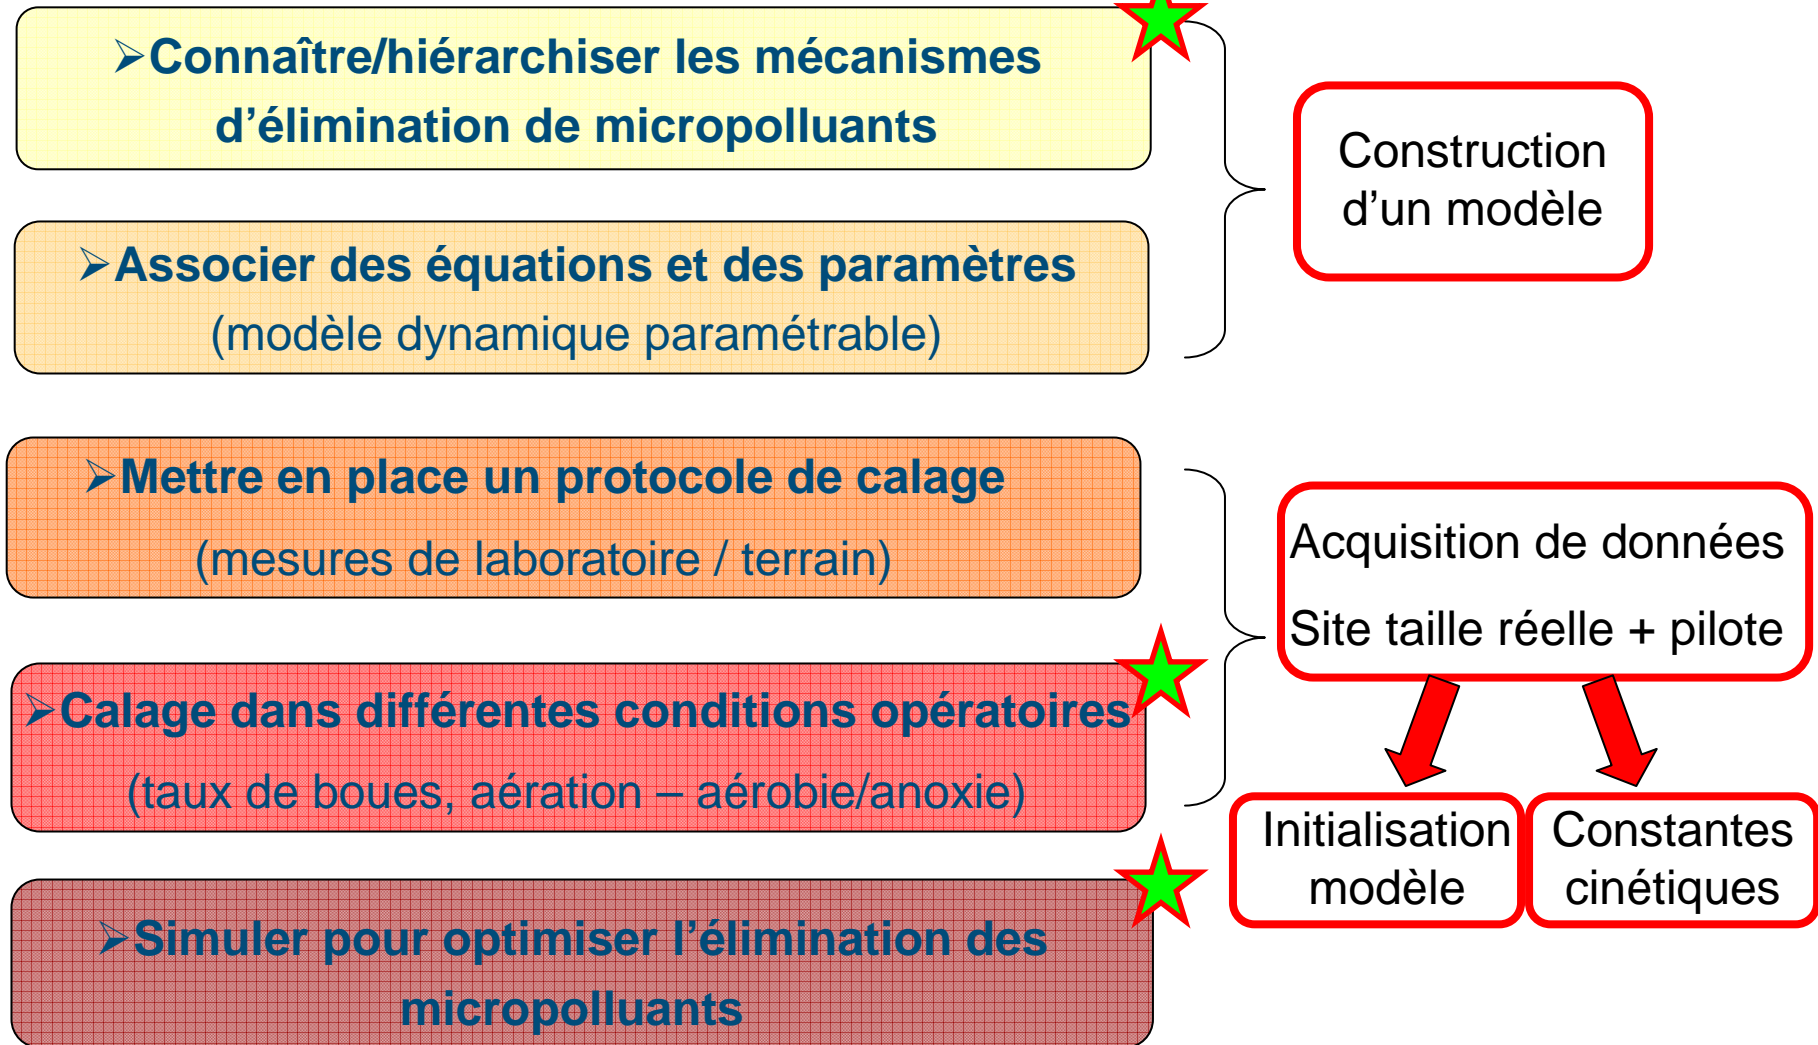 ➢Connaître/hiérarchiser les mécanismes
d’élimination de micropolluants
Construction
d’un modèle
➢Associer des équations et des paramètres
(modèle dynamique paramétrable)
➢Mettre en place un protocole de calage
(mesures de laboratoire / terrain)
Acquisition de données
Site taille réelle + pilote
➢Calage dans différentes conditions opératoires
(taux de boues, aération – aérobie/anoxie)
Initialisation
modèle
Constantes
cinétiques
➢Simuler pour optimiser l’élimination des
micropolluants